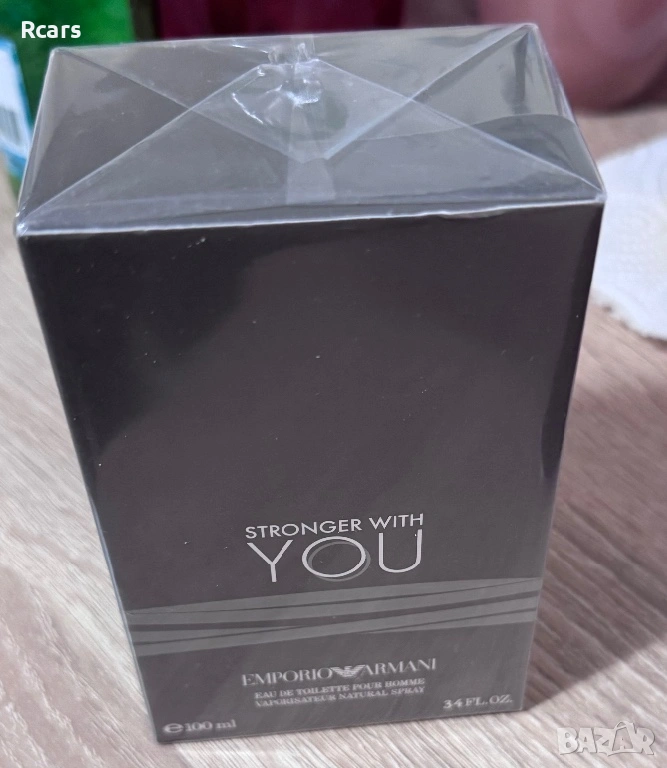 Rcars
STRONGER WITH
YOU
EMPORIO ARMANI
EAU DE TOILETTE POUR HOMME
VAPORISATEUR NATURAL SPRAY
e 100 ml
3.4 FL.OZ.
BAZAR